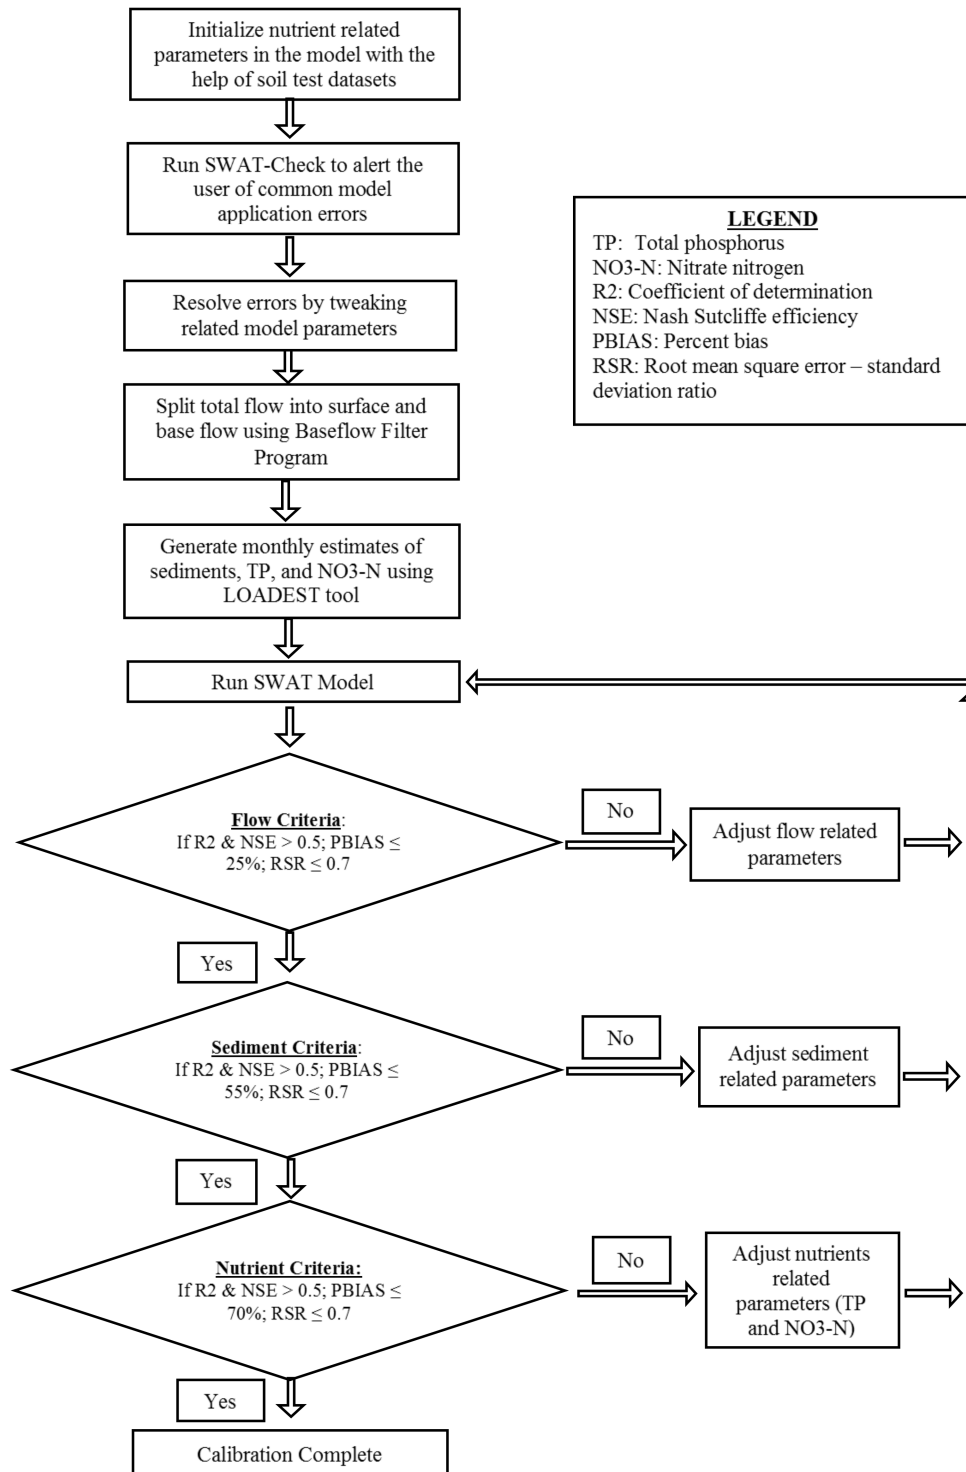 Initialize nutrient related
parameters in the model with the
help of soil test datasets
Run SWAT-Check to alert the
user of common model
application errors
LEGEND
TP: Total phosphorus
NO3-N: Nitrate nitrogen
R2: Coefficient of determination
NSE: Nash Sutcliffe efficiency
PBIAS: Percent bias
RSR: Root mean square error – standard
deviation ratio
Resolve errors by tweaking
related model parameters
Split total flow into surface and
base flow using Baseflow Filter
Program
Generate monthly estimates of
sediments, TP, and NO3-N using
LOADEST tool
Run SWAT Model
Flow Criteria:
If R2 & NSE > 0.5; PBIAS ≤
25%; RSR ≤ 0.7
No
Adjust flow related
parameters
Yes
Sediment Criteria:
If R2 & NSE > 0.5; PBIAS ≤
55%; RSR ≤ 0.7
No
Adjust sediment
related parameters
Yes
Nutrient Criteria:
If R2 & NSE > 0.5; PBIAS ≤
70%; RSR ≤ 0.7
No
Adjust nutrients
related
parameters (TP
and NO3-N)
Yes
Calibration Complete